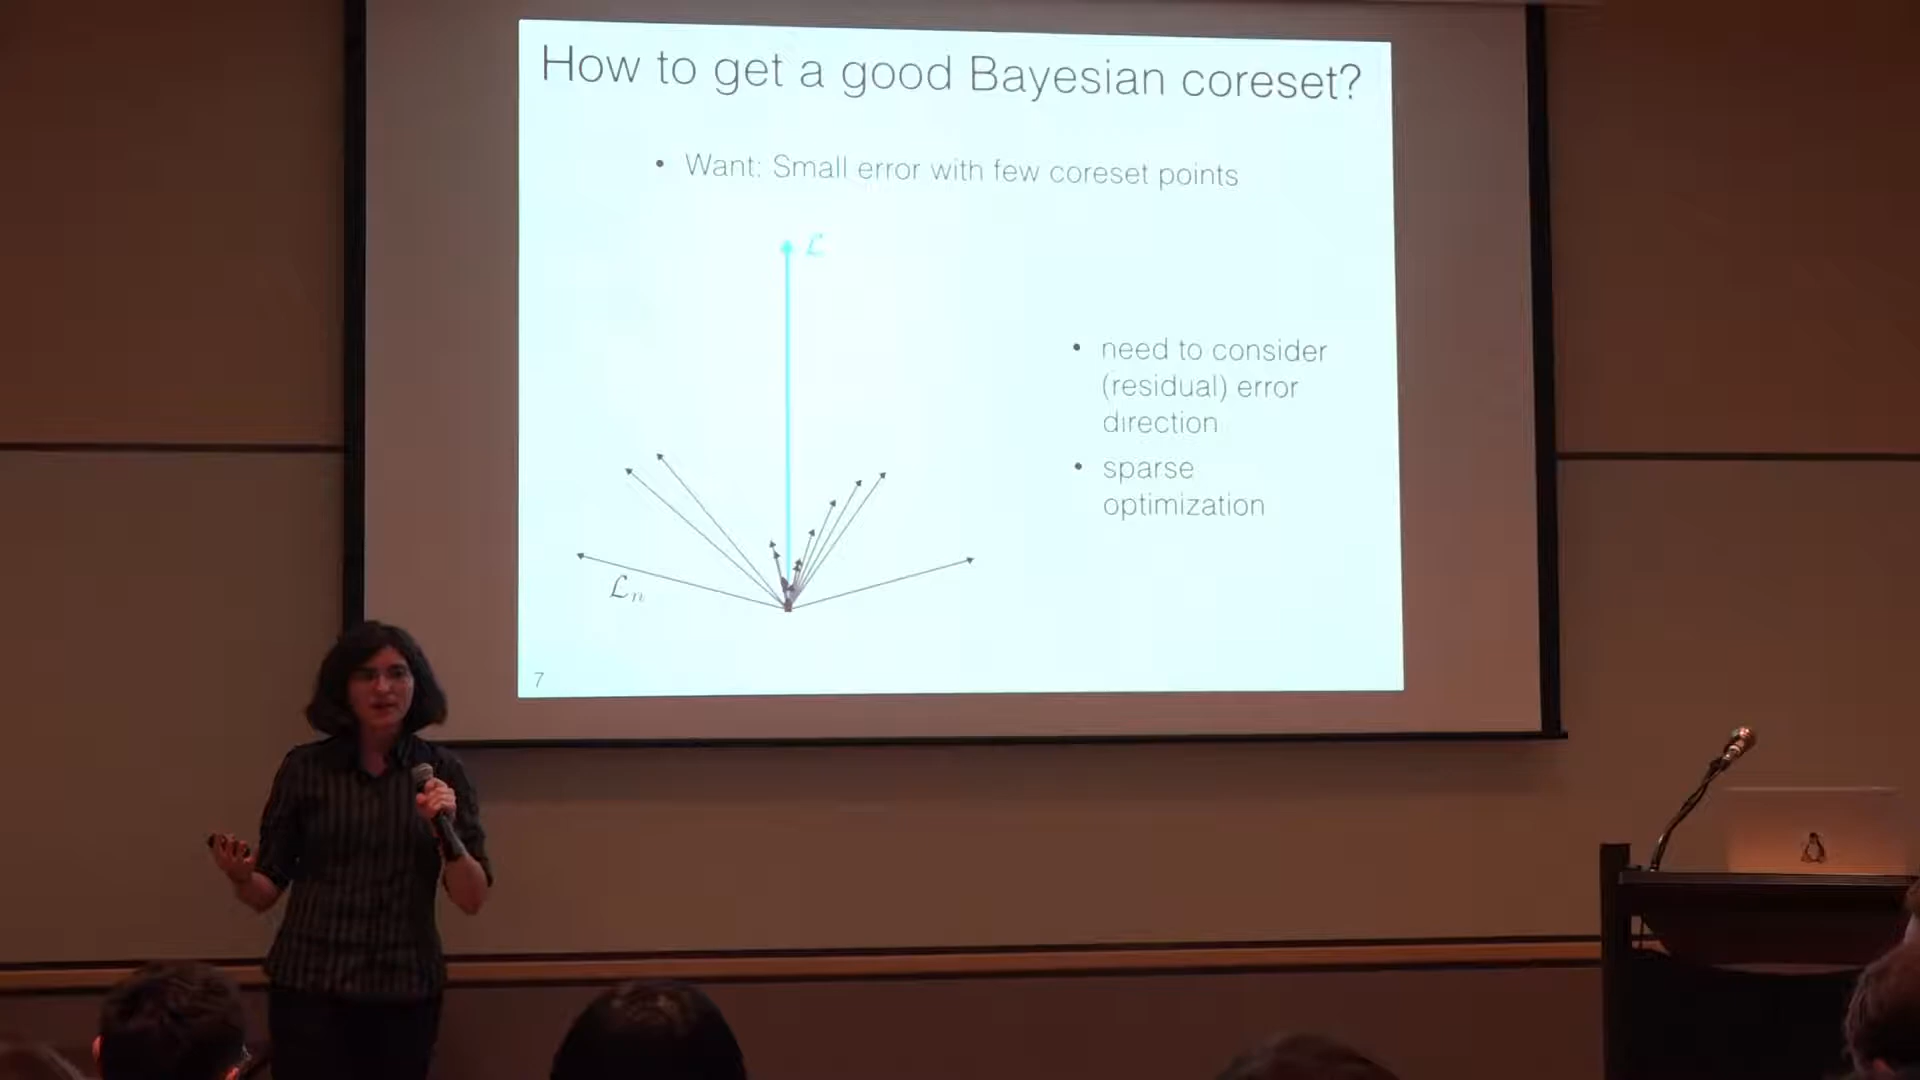 How to get a good Bayesian coreset?
• Want: Small error with few coreset points
ℒ
• need to consider
(residual) error
direction
• sparse
optimization
ℒn
7